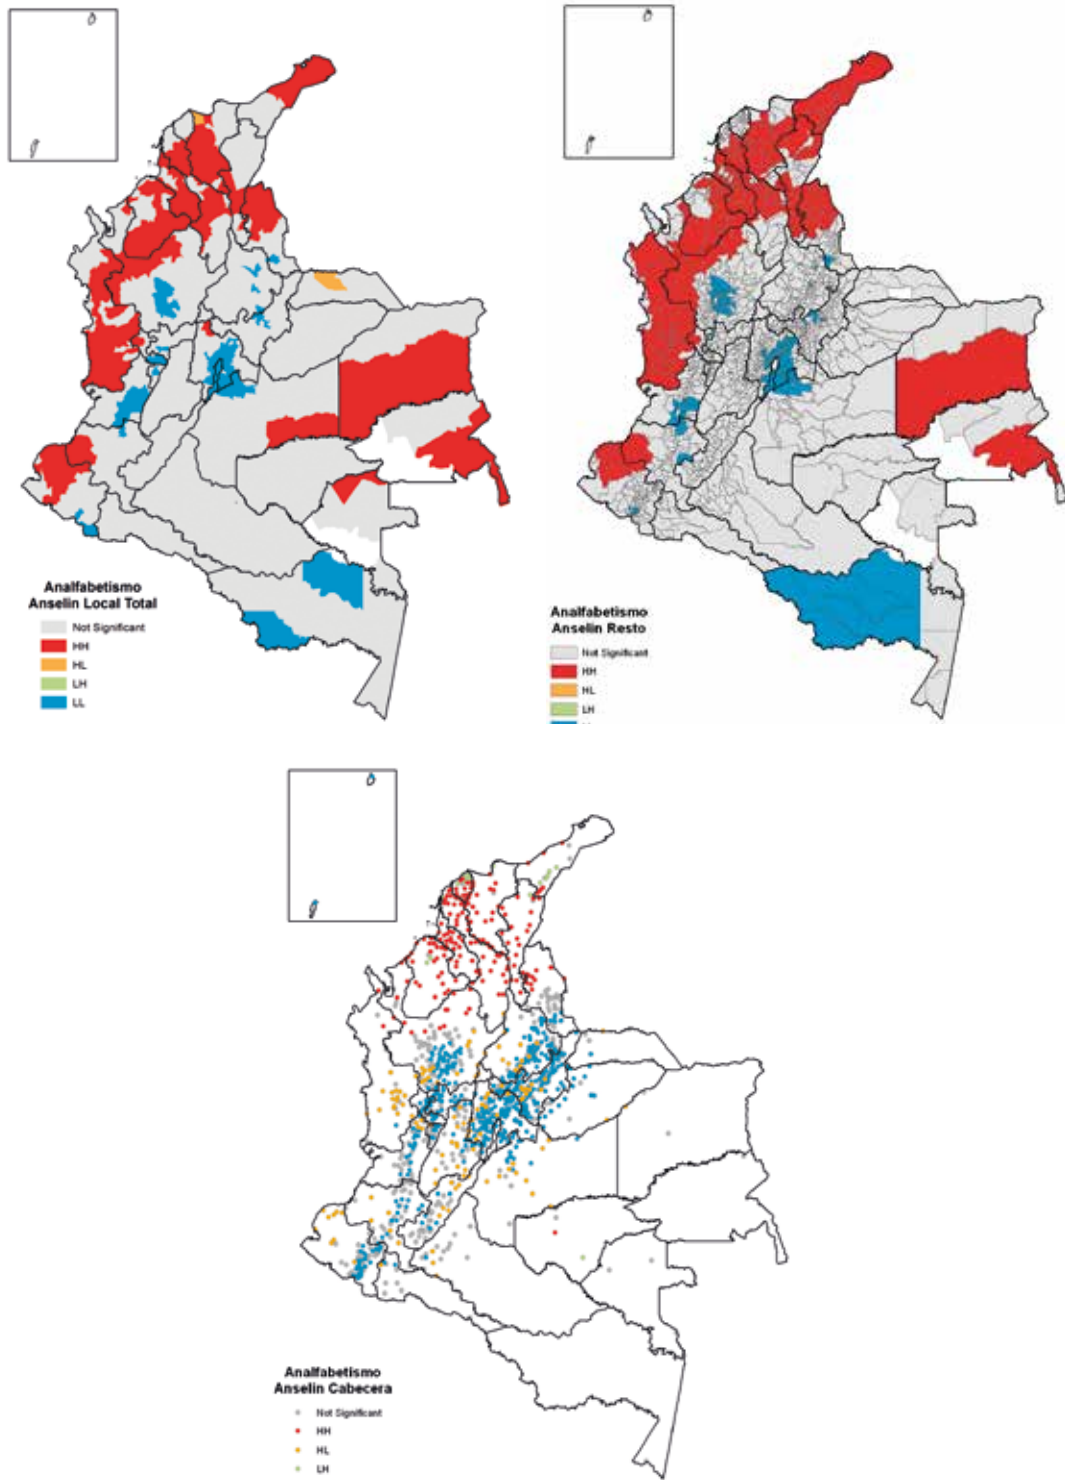 Analfabetismo
Anselin Local Total
Not Significant
HH
HL
LH
LL
Analfabetismo
Anselin Resto
Not Significant
HH
HL
LH
Analfabetismo
Anselin Cabecera
Not Significant
HH
HL
LH